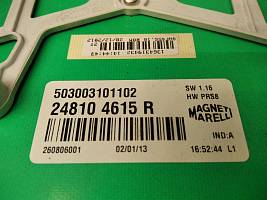 503003101102
24810 4615 R
SW 1.16
HW PRS8
MAGNETI
MARELLI
IND:A
260806001
02/01/13
16:52:44 L1